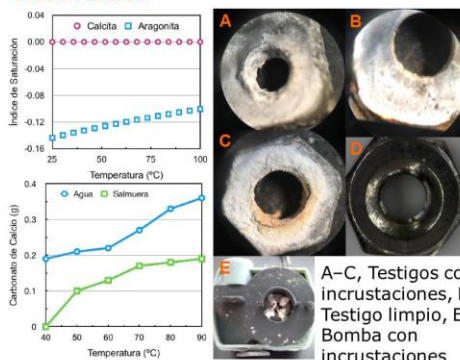 Calcita Aragonita
0.04
0.00
-0.04
-0.08
-0.12
-0.16
Índice de Saturación
25 50 75 100
Temperatura (ºC)
Agua Salmuera
0.4
0.3
0.2
0.1
0
Carbonato de Calcio (g)
40 50 60 70 80 90
Temperatura (ºC)
A
B
C
D
E
A–C, Testigos co
incrustaciones,
Testigo limpio, E
Bomba con
incrustaciones